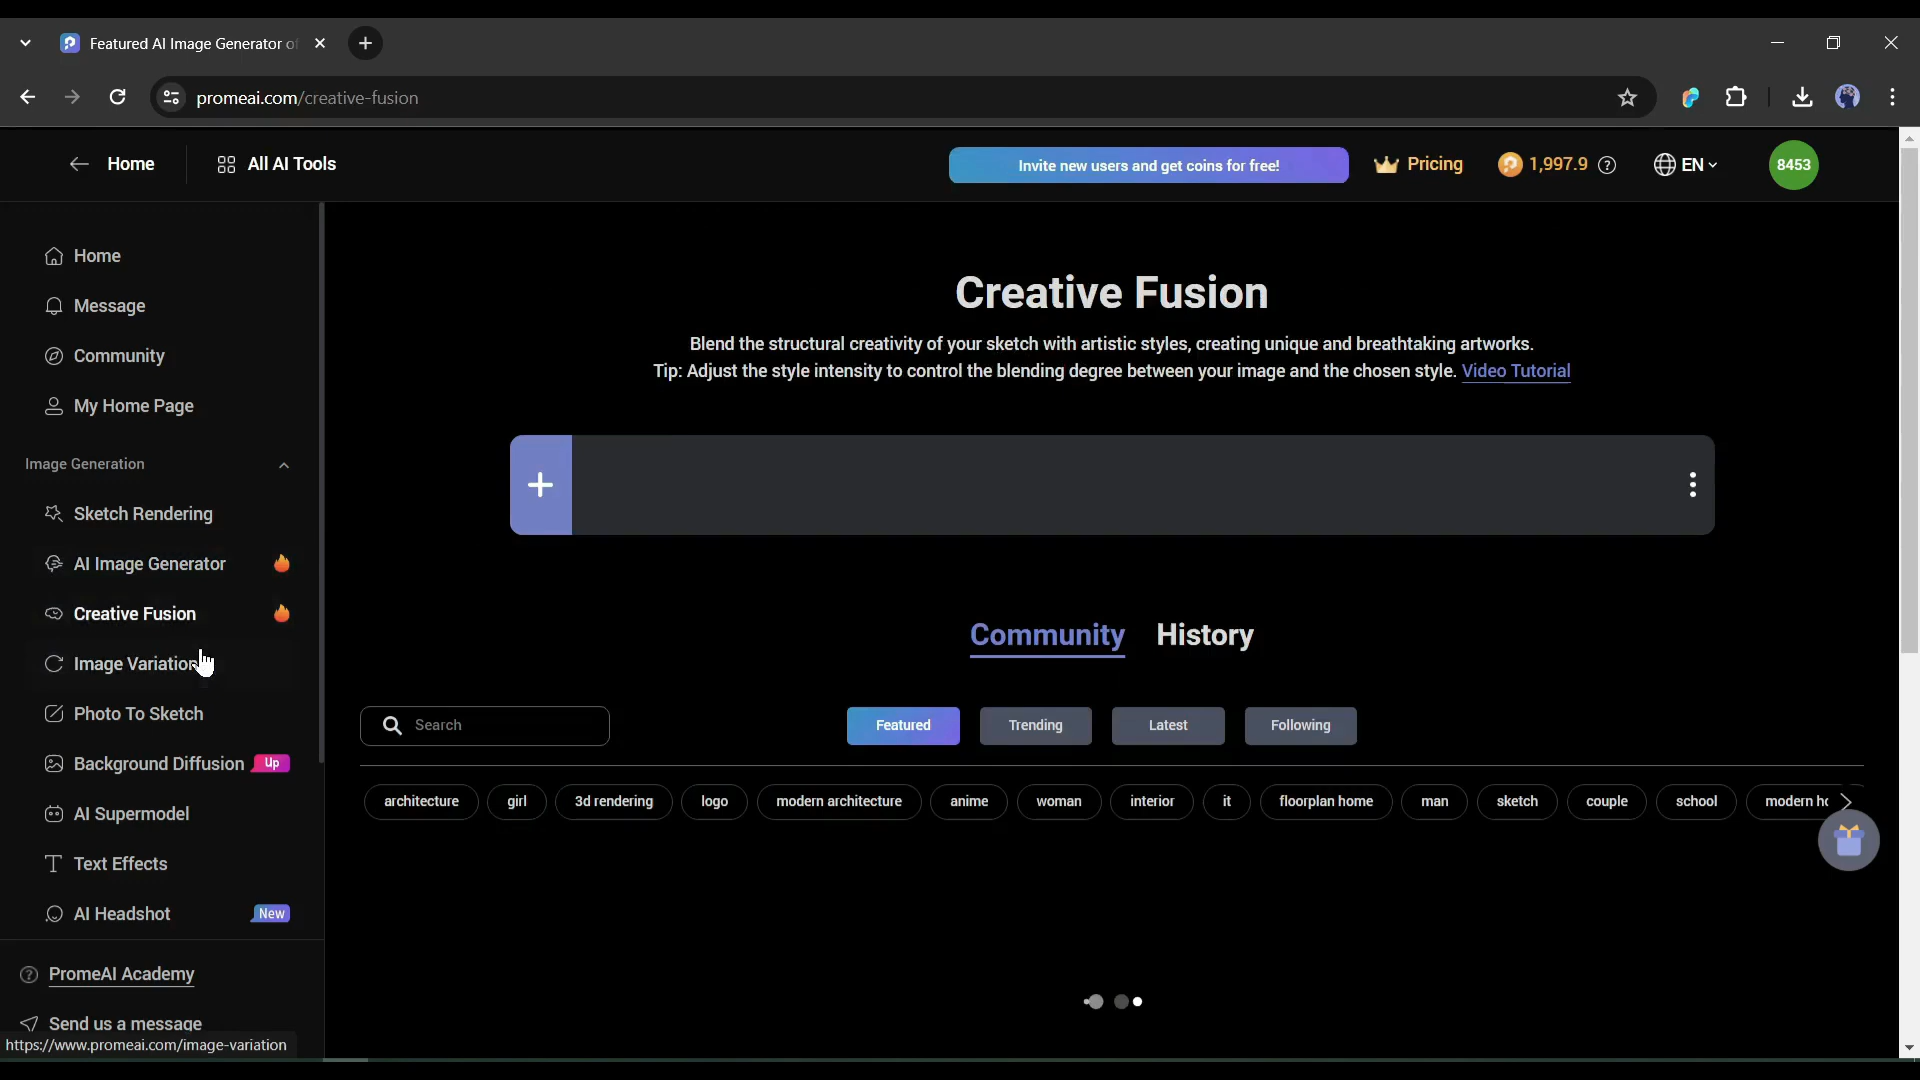 Featured AI Image Generator of
promeai.com/creative-fusion
Home
All AI Tools
Invite new users and get coins for free!
Pricing
1,997.9
EN
8453
Home
Message
Community
My Home Page
Image Generation
Sketch Rendering
AI Image Generator
Creative Fusion
Image Variation
Photo To Sketch
Background Diffusion Up
AI Supermodel
Text Effects
AI Headshot New
PromeAI Academy
Send us a message
https://www.promeai.com/image-variation
Creative Fusion
Blend the structural creativity of your sketch with artistic styles, creating unique and breathtaking artworks.
Tip: Adjust the style intensity to control the blending degree between your image and the chosen style. Video Tutorial
Community History
Search
Featured Trending Latest Following
architecture girl 3d rendering logo modern architecture anime woman interior it floorplan home man sketch couple school modern